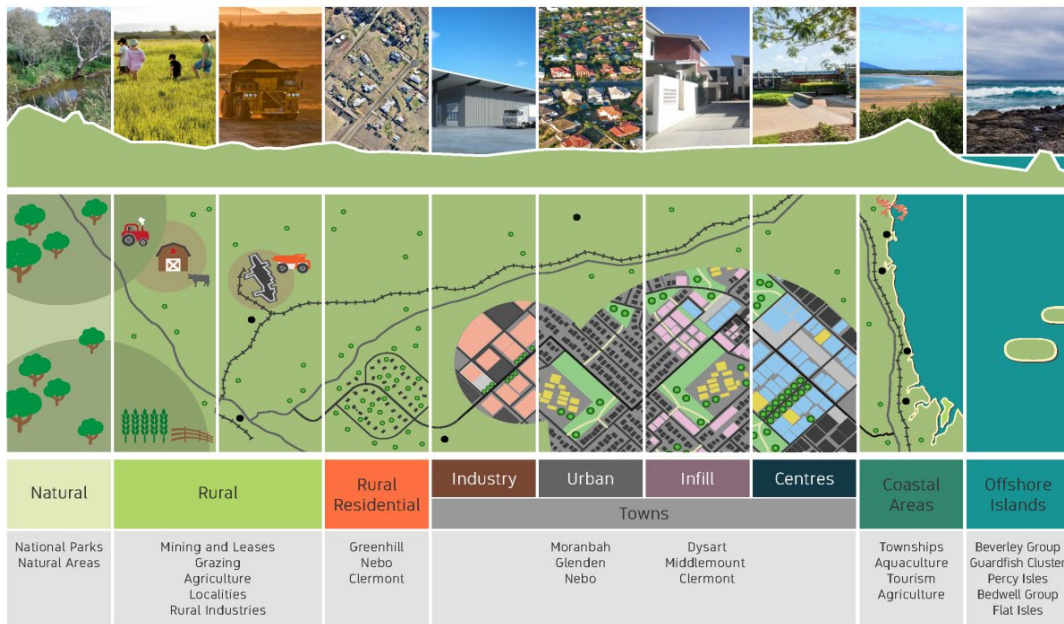 Natural
Rural
Rural
Residential
Industry
Urban
Infill
Centres
Towns
Coastal
Areas
Offshore
Islands
National Parks
Natural Areas
Mining and Leases
Grazing
Agriculture
Localities
Rural Industries
Greenhill
Nebo
Clermont
Moranbah
Glenden
Nebo
Dysart
Middlemount
Clermont
Townships
Aquaculture
Tourism
Agriculture
Beverley Group
Guardfish Cluster
Percy Isles
Bedwell Group
Flat Isles